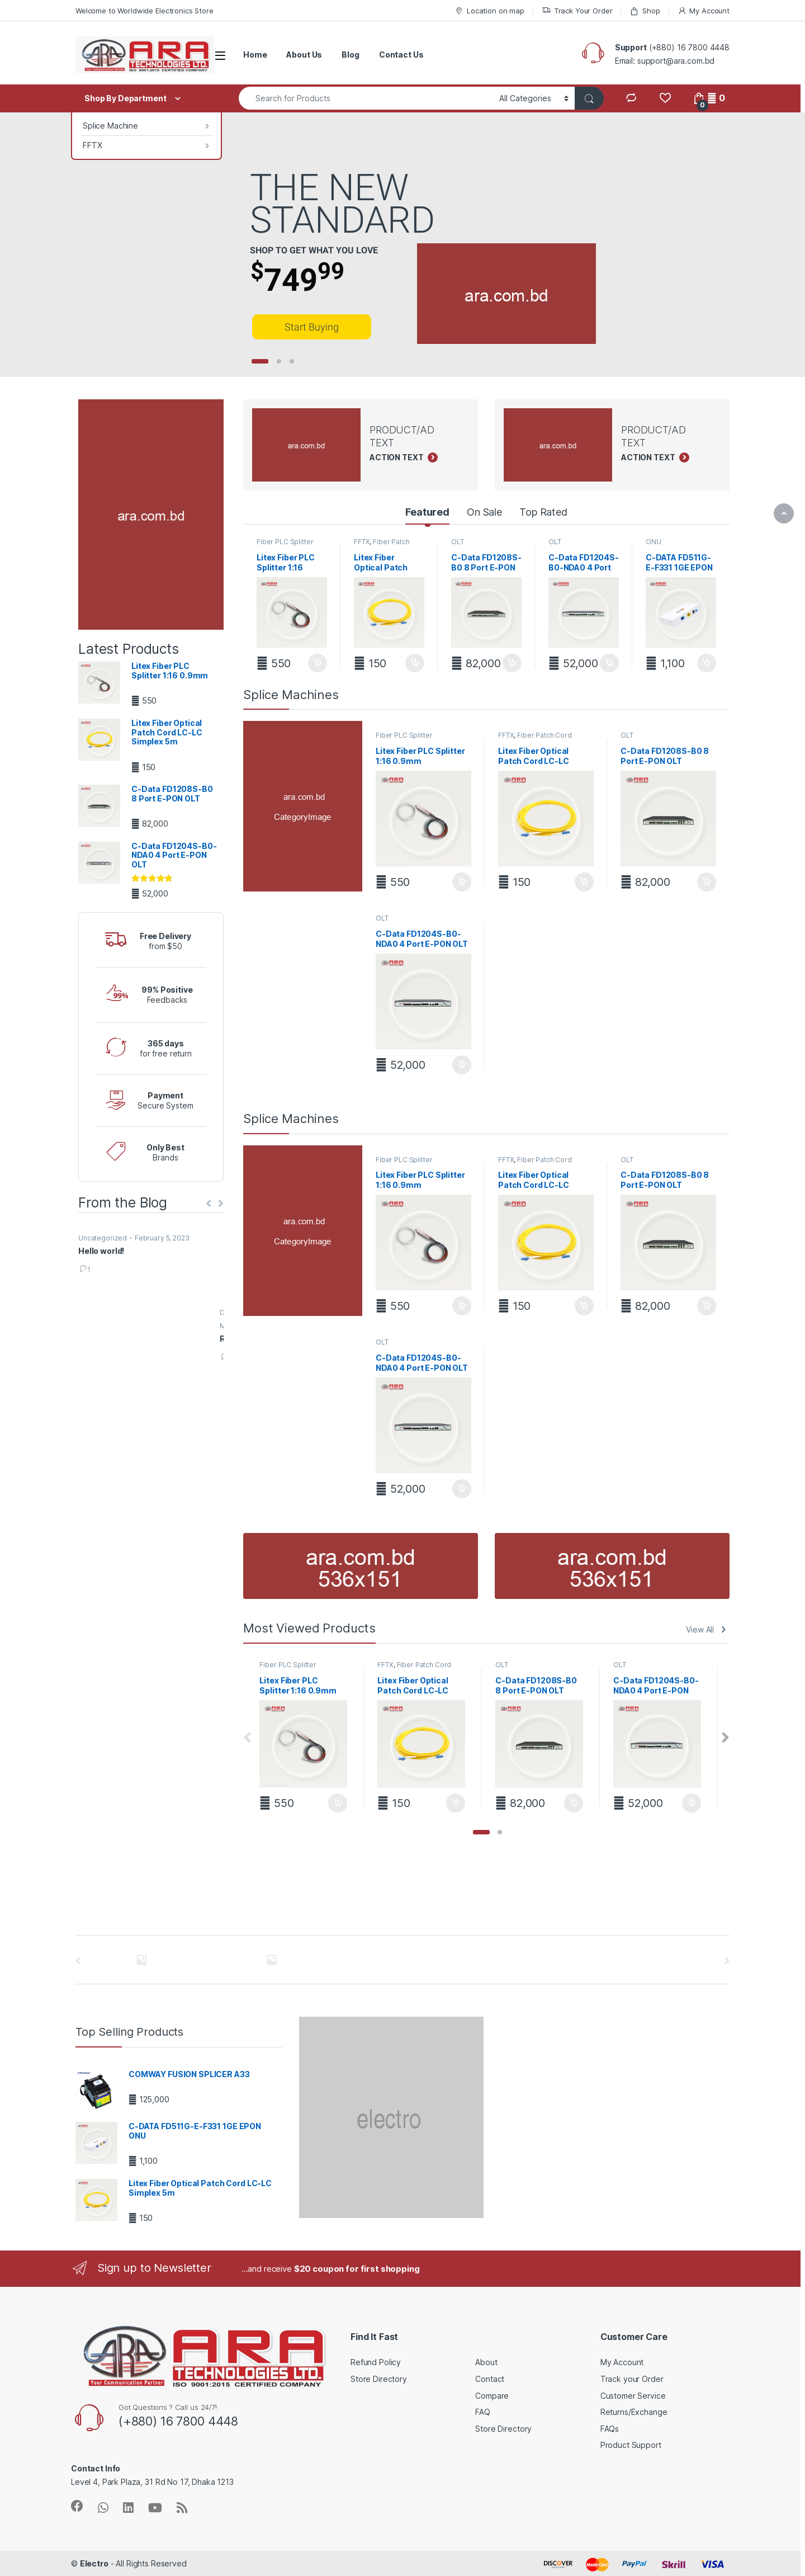 Welcome to Worldwide Electronics Store
Location on map
Track Your Order
Shop
My Account
ARA
TECHNOLOGIES LTD.
Your Communication Partner
ISO 9001:2015 CERTIFIED COMPANY
Home
About Us
Blog
Contact Us
Support (+880) 16 7800 4448
Email: support@ara.com.bd
Shop By Department
Search for Products
All Categories
0
0
Splice Machine
FFTX
THE NEW
STANDARD
SHOP TO GET WHAT YOU LOVE
$749 99
Start Buying
ara.com.bd
ara.com.bd
ara.com.bd
PRODUCT/AD
TEXT
ACTION TEXT
ara.com.bd
PRODUCT/AD
TEXT
ACTION TEXT
Featured
On Sale
Top Rated
Fiber PLC Splitter
Litex Fiber PLC
Splitter 1:16
550
FFTX, Fiber Patch
Litex Fiber
Optical Patch
150
OLT
C-Data FD1208S-
B0 8 Port E-PON
82,000
OLT
C-Data FD1204S-
B0-NDA0 4 Port
52,000
ONU
C-DATA FD511G-
E-F331 1GE EPON
1,100
Latest Products
Litex Fiber PLC
Splitter 1:16 0.9mm
550
Litex Fiber Optical
Patch Cord LC-LC
Simplex 5m
150
C-Data FD1208S-B0
8 Port E-PON OLT
82,000
C-Data FD1204S-B0-
NDA0 4 Port E-PON
OLT
52,000
Splice Machines
ara.com.bd
CategoryImage
Fiber PLC Splitter
Litex Fiber PLC Splitter
1:16 0.9mm
550
FFTX, Fiber Patch Cord
Litex Fiber Optical
Patch Cord LC-LC
150
OLT
C-Data FD1208S-B0 8
Port E-PON OLT
82,000
OLT
C-Data FD1204S-B0-
NDA0 4 Port E-PON OLT
52,000
Free Delivery
from $50
99%
99% Positive
Feedbacks
365 days
for free return
Payment
Secure System
Only Best
Brands
From the Blog
Uncategorized - February 5, 2023
Hello world!
1
Splice Machines
ara.com.bd
CategoryImage
Fiber PLC Splitter
Litex Fiber PLC Splitter
1:16 0.9mm
550
FFTX, Fiber Patch Cord
Litex Fiber Optical
Patch Cord LC-LC
150
OLT
C-Data FD1208S-B0 8
Port E-PON OLT
82,000
OLT
C-Data FD1204S-B0-
NDA0 4 Port E-PON OLT
52,000
ara.com.bd
536x151
ara.com.bd
536x151
Most Viewed Products
View All
Fiber PLC Splitter
Litex Fiber PLC
Splitter 1:16 0.9mm
550
FFTX, Fiber Patch Cord
Litex Fiber Optical
Patch Cord LC-LC
150
OLT
C-Data FD1208S-B0
8 Port E-PON OLT
82,000
OLT
C-Data FD1204S-B0-
NDA0 4 Port E-PON
52,000
Top Selling Products
COMWAY FUSION SPLICER A33
125,000
C-DATA FD511G-E-F331 1GE EPON
ONU
1,100
Litex Fiber Optical Patch Cord LC-LC
Simplex 5m
150
electro
Sign up to Newsletter
...and receive $20 coupon for first shopping
ARA
TECHNOLOGIES LTD.
Your Communication Partner
ISO 9001:2015 CERTIFIED COMPANY
Got Questions ? Call us 24/7!
(+880) 16 7800 4448
Contact Info
Level 4, Park Plaza, 31 Rd No 17, Dhaka 1213
Find It Fast
Refund Policy
Store Directory
About
Contact
Compare
FAQ
Store Directory
Customer Care
My Account
Track your Order
Customer Service
Returns/Exchange
FAQs
Product Support
© Electro - All Rights Reserved
DISCOVER
MasterCard
PayPal
Skrill
VISA